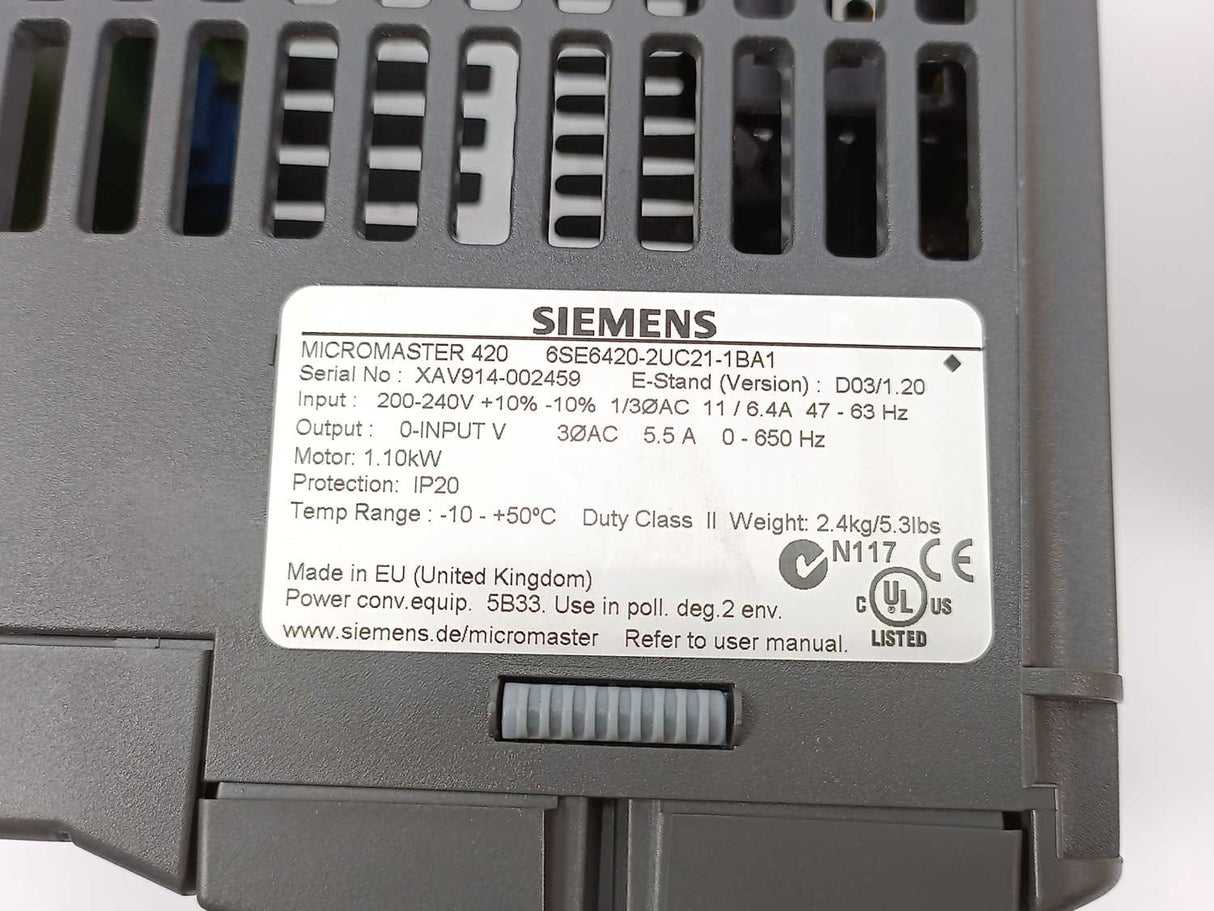 SIEMENS
MICROMASTER 420 6SE6420-2UC21-1BA1
Serial No : XAV914-002459 E-Stand (Version) : D03/1.20
Input : 200-240V +10% -10% 1/3ØAC 11 / 6.4A 47 - 63 Hz
Output : 0-INPUT V 3ØAC 5.5 A 0 - 650 Hz
Motor: 1.10kW
Protection: IP20
Temp Range : -10 - +50ºC Duty Class II Weight: 2.4kg/5.3lbs
N117 CE
Made in EU (United Kingdom)
Power conv.equip. 5B33. Use in poll. deg.2 env.
C UL US
www.siemens.de/micromaster Refer to user manual.
LISTED